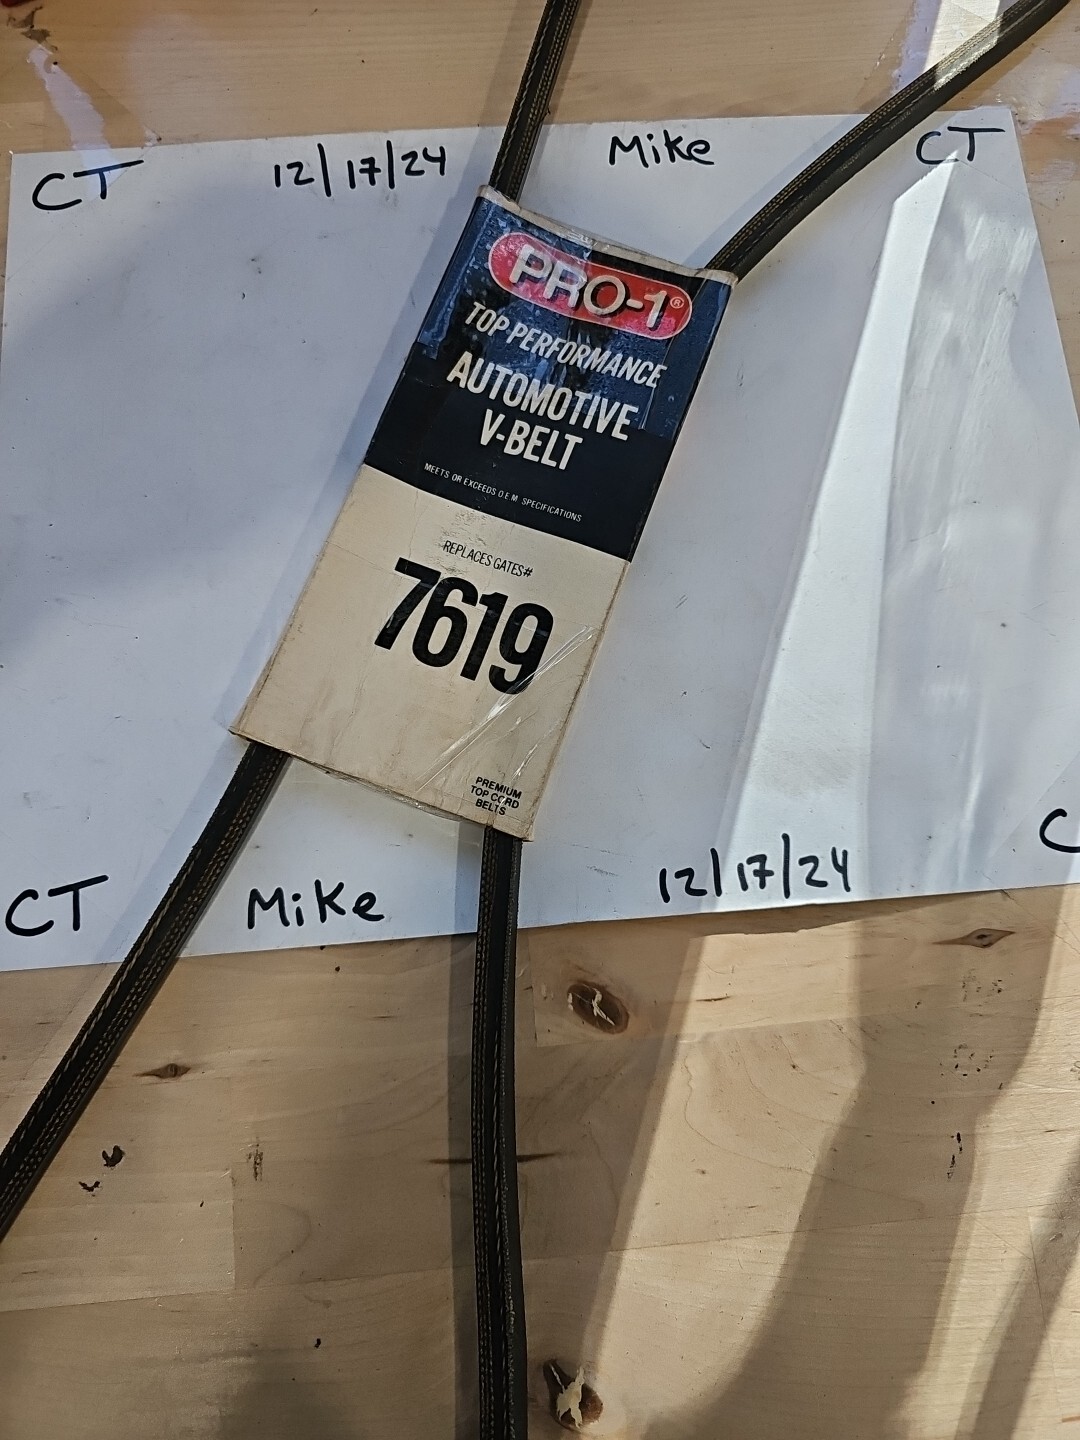 CT 12/17/24 Mike CT
PRO-1®
TOP PERFORMANCE
AUTOMOTIVE
V-BELT
MEETS OR EXCEEDS O.E.M SPECIFICATIONS
REPLACES GATES#
7619
PREMIUM
TOP CORD
BELTS
CT Mike 12/17/24 C